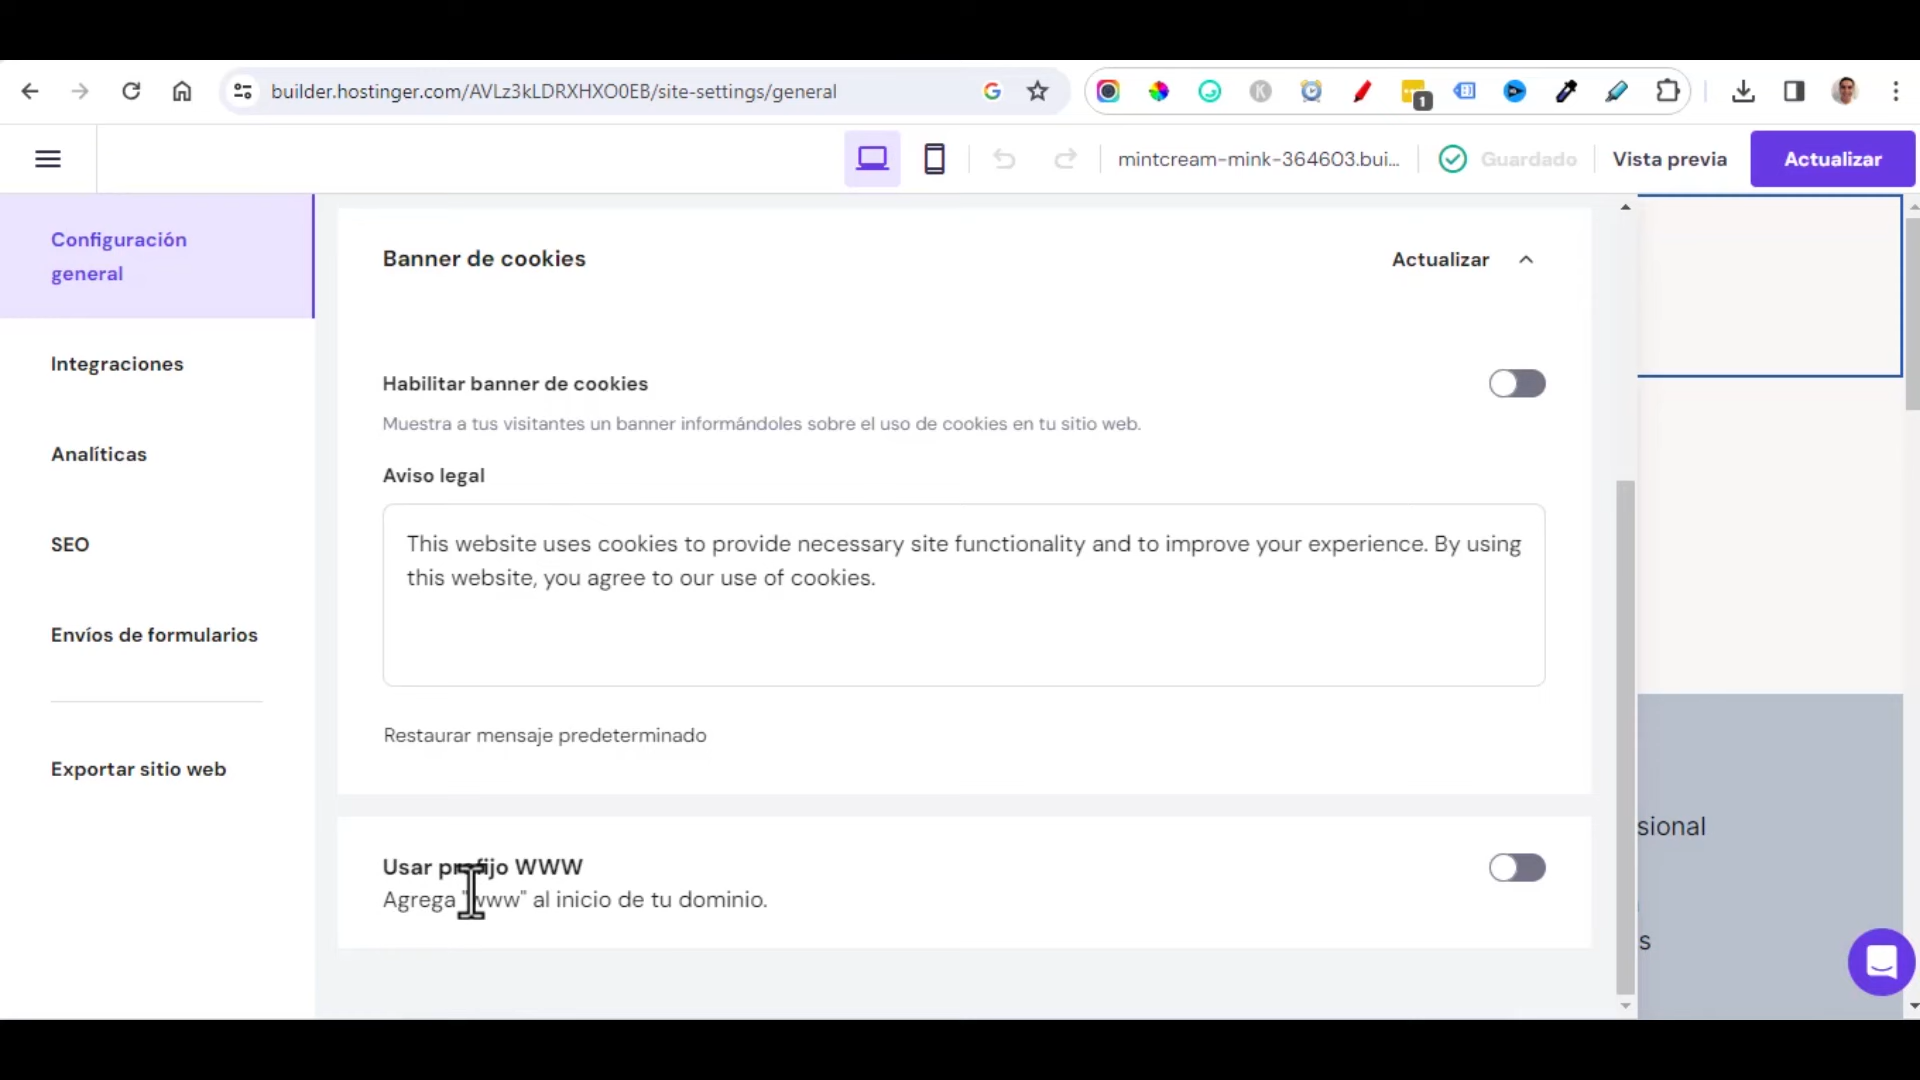 builder.hostinger.com/AVLz3kLDRXHXO0EB/site-settings/general
1
mintcream-mink-364603.bui...
Guardado
Vista previa
Actualizar
Configuración
general
Integraciones
Analíticas
SEO
Envíos de formularios
Exportar sitio web
Banner de cookies
Actualizar
Habilitar banner de cookies
Muestra a tus visitantes un banner informándoles sobre el uso de cookies en tu sitio web.
Aviso legal
This website uses cookies to provide necessary site functionality and to improve your experience. By using
this website, you agree to our use of cookies.
Restaurar mensaje predeterminado
Usar prefijo WWW
Agrega "www" al inicio de tu dominio.
sional
s